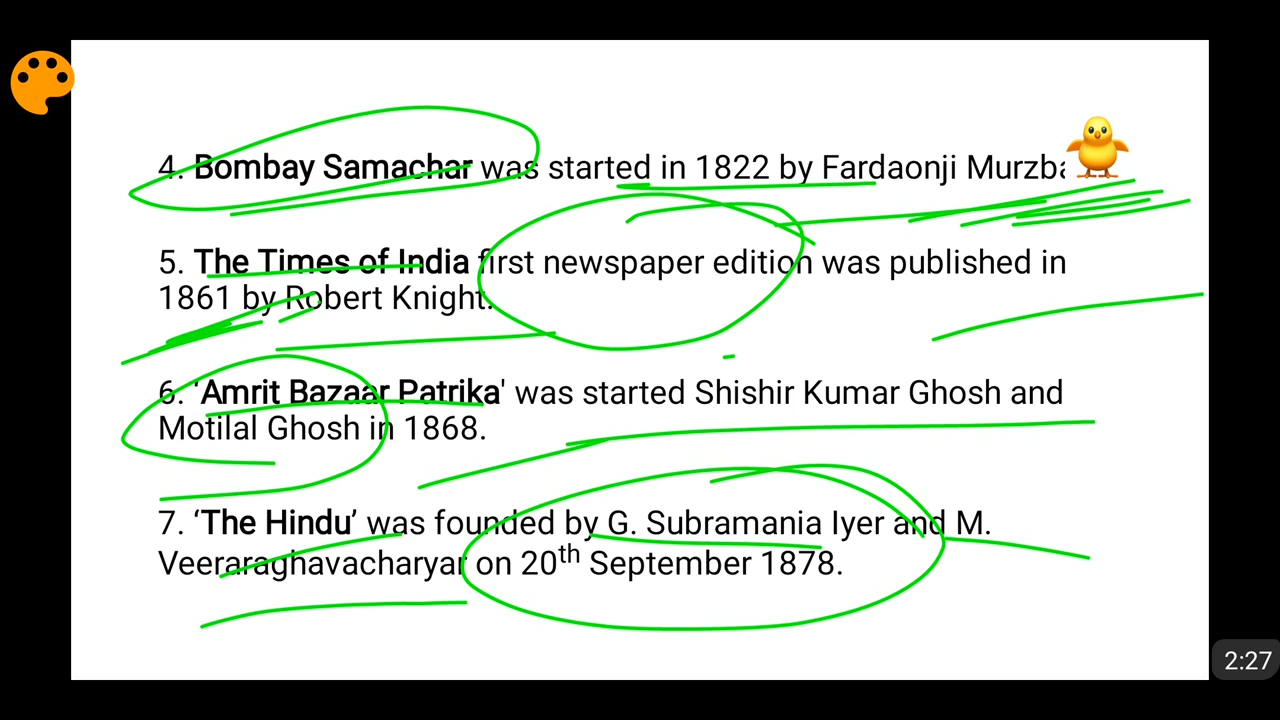 4. Bombay Samachar was started in 1822 by Fardaonji
5. The Times of India first newspaper edition was published in
1861 by Robert Knight.
6. ‘Amrit Bazaar Patrika' was started Shishir Kumar Ghosh and
Motilal Ghosh in 1868.
7. ‘The Hindu’ was founded by G. Subramania Iyer and M.
Veeraraghavacharyar on 20th September 1878.
2:27